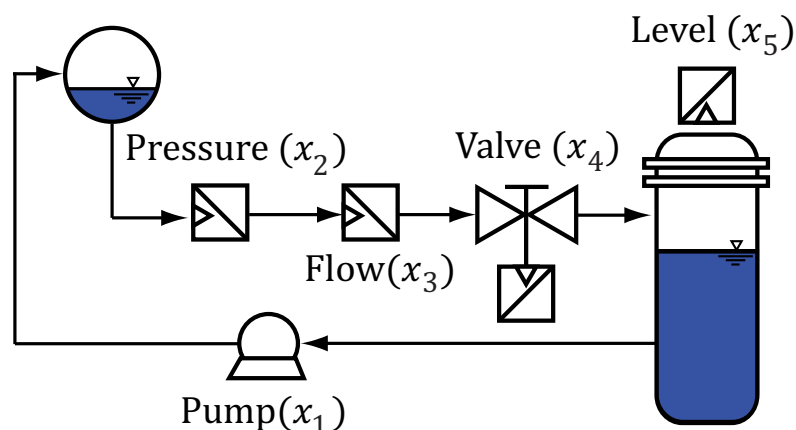 Level (x₅)
Pressure (x₂)
Valve (x₄)
Flow(x₃)
Pump(x₁)